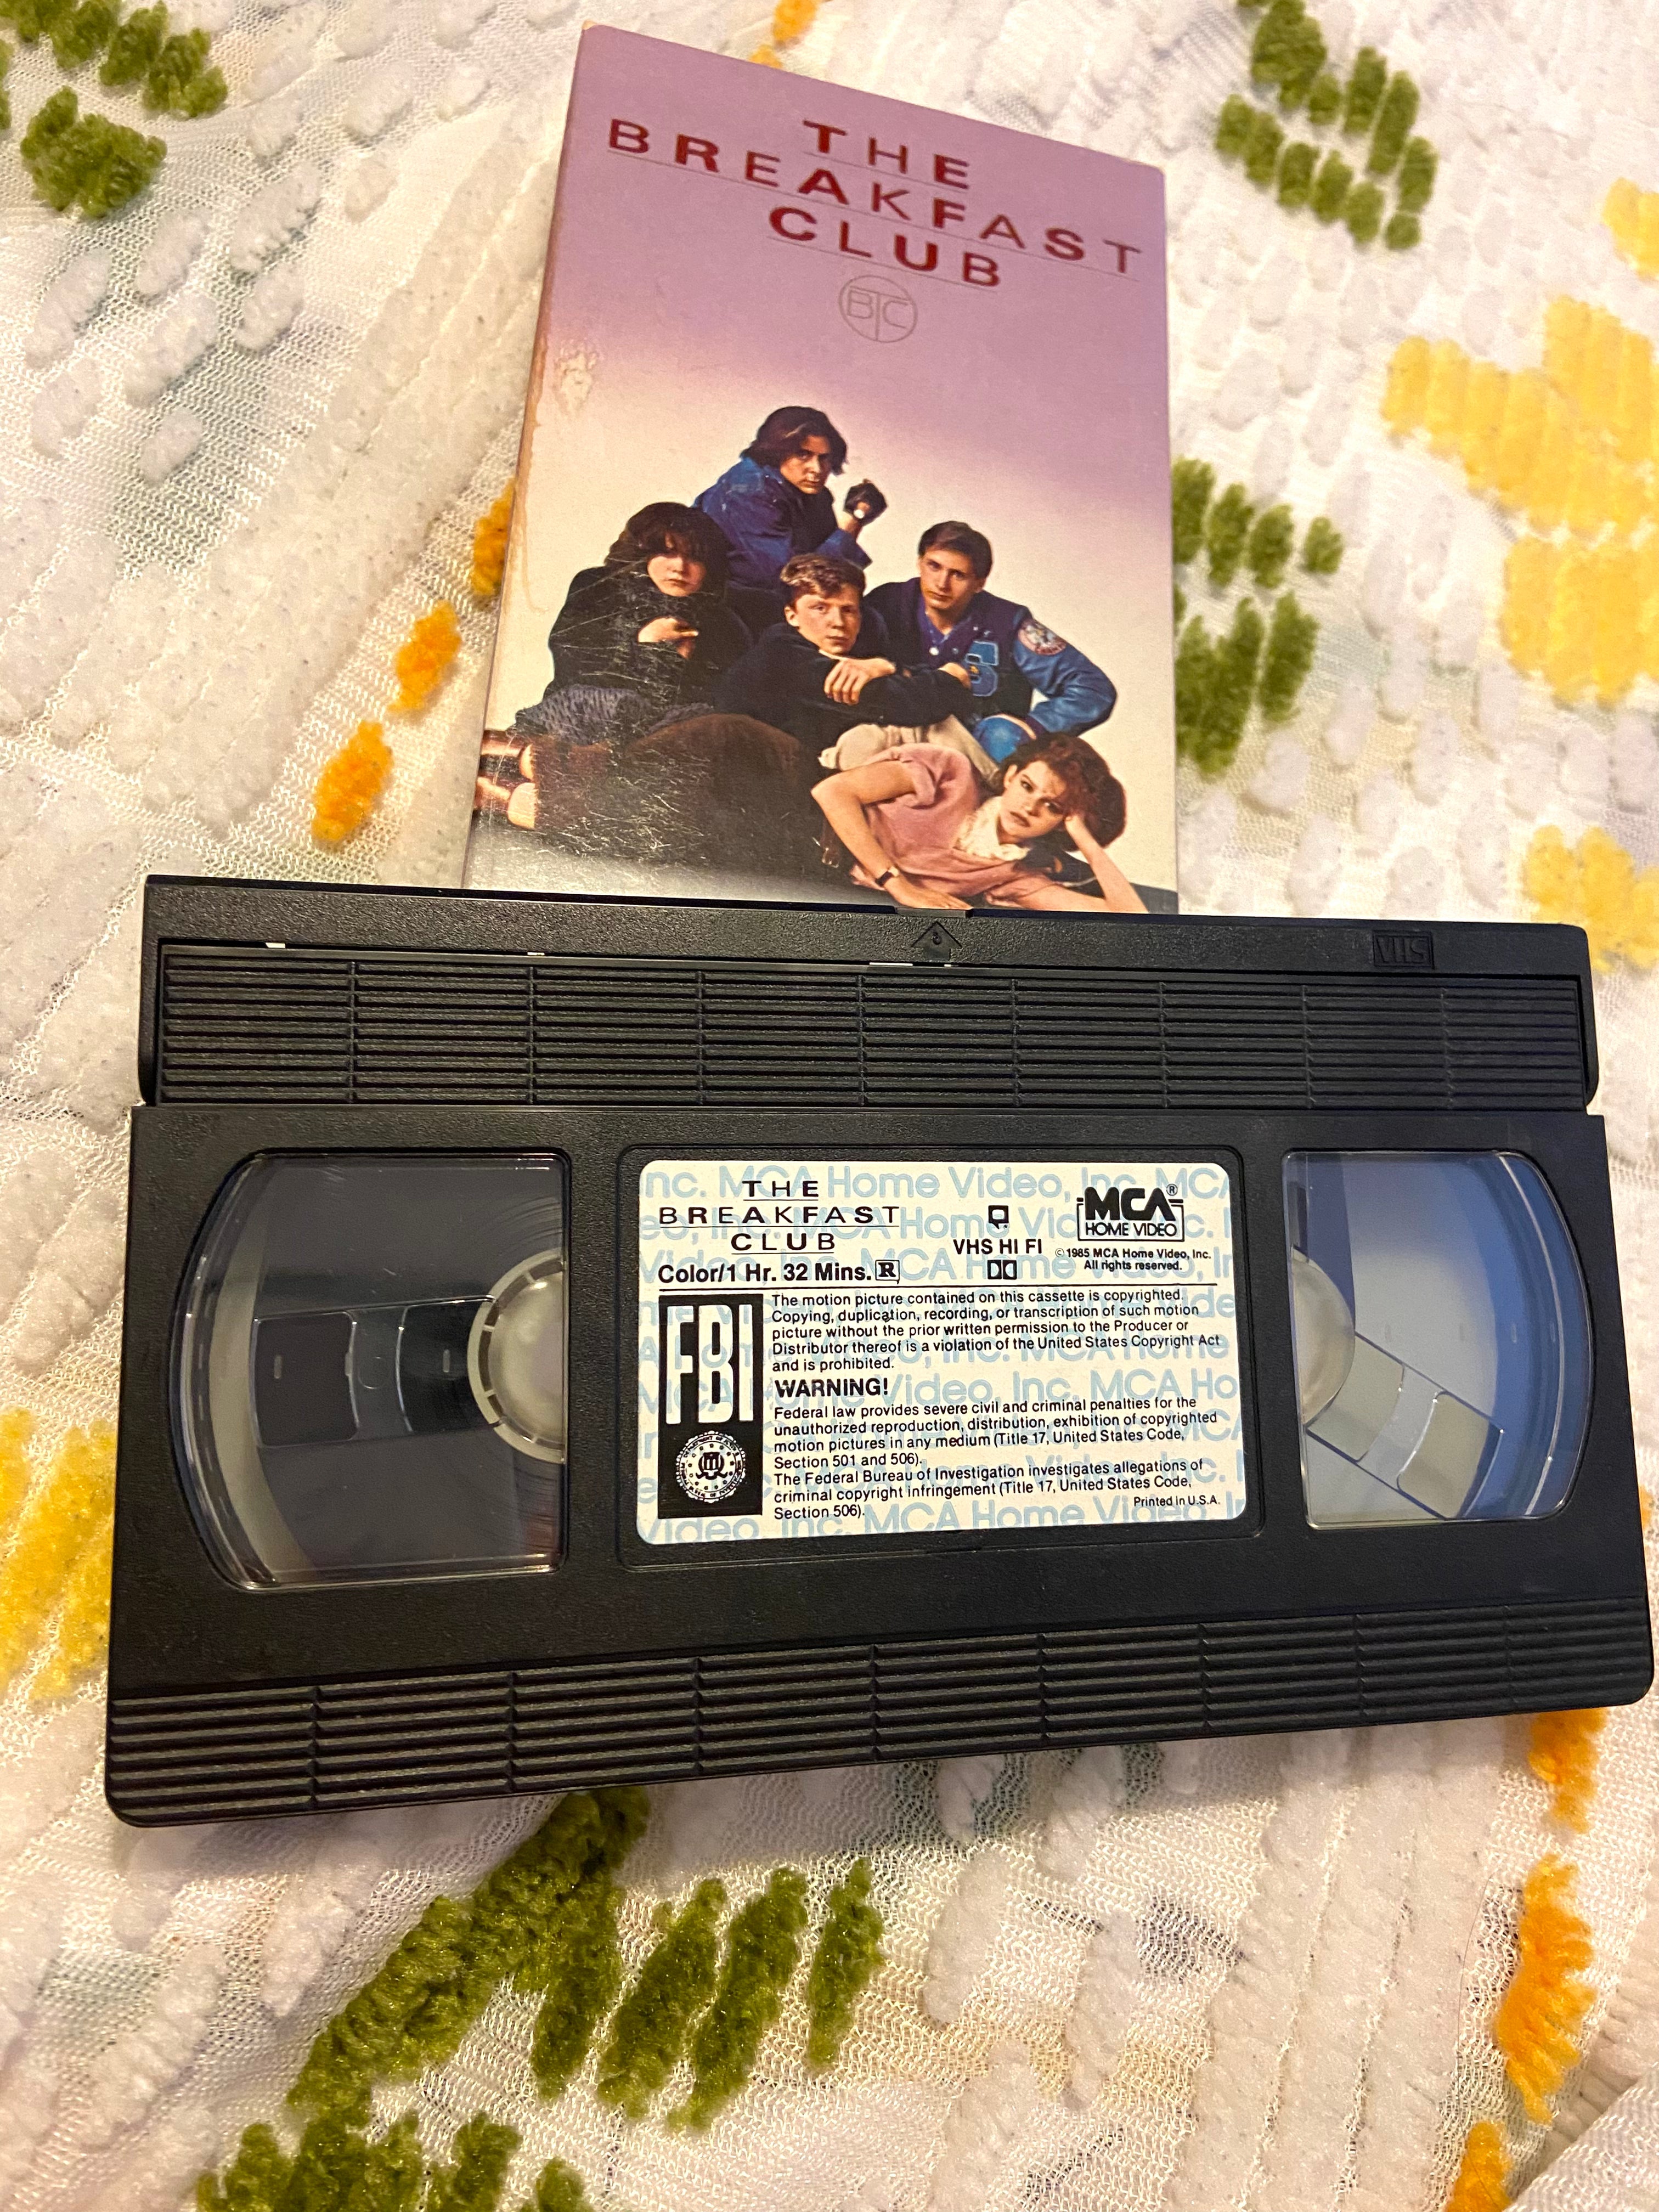 THE
BREAKFAST
CLUB
BTC
S
VHS
THE
BREAKFAST
CLUB
Color/1 Hr. 32 Mins. R
VHS HI FI
MCA®
HOME VIDEO
©1985 MCA Home Video, Inc.
All rights reserved.
FBI
The motion picture contained on this cassette is copyrighted.
Copying, duplication, recording, or transcription of such motion
picture without the prior written permission to the Producer or
Distributor thereof is a violation of the United States Copyright Act
and is prohibited.
WARNING!
Federal law provides severe civil and criminal penalties for the
unauthorized reproduction, distribution, exhibition of copyrighted
motion pictures in any medium (Title 17, United States Code,
Section 501 and 506).
The Federal Bureau of Investigation investigates allegations of
criminal copyright infringement (Title 17, United States Code,
Section 506).
Printed in U.S.A.